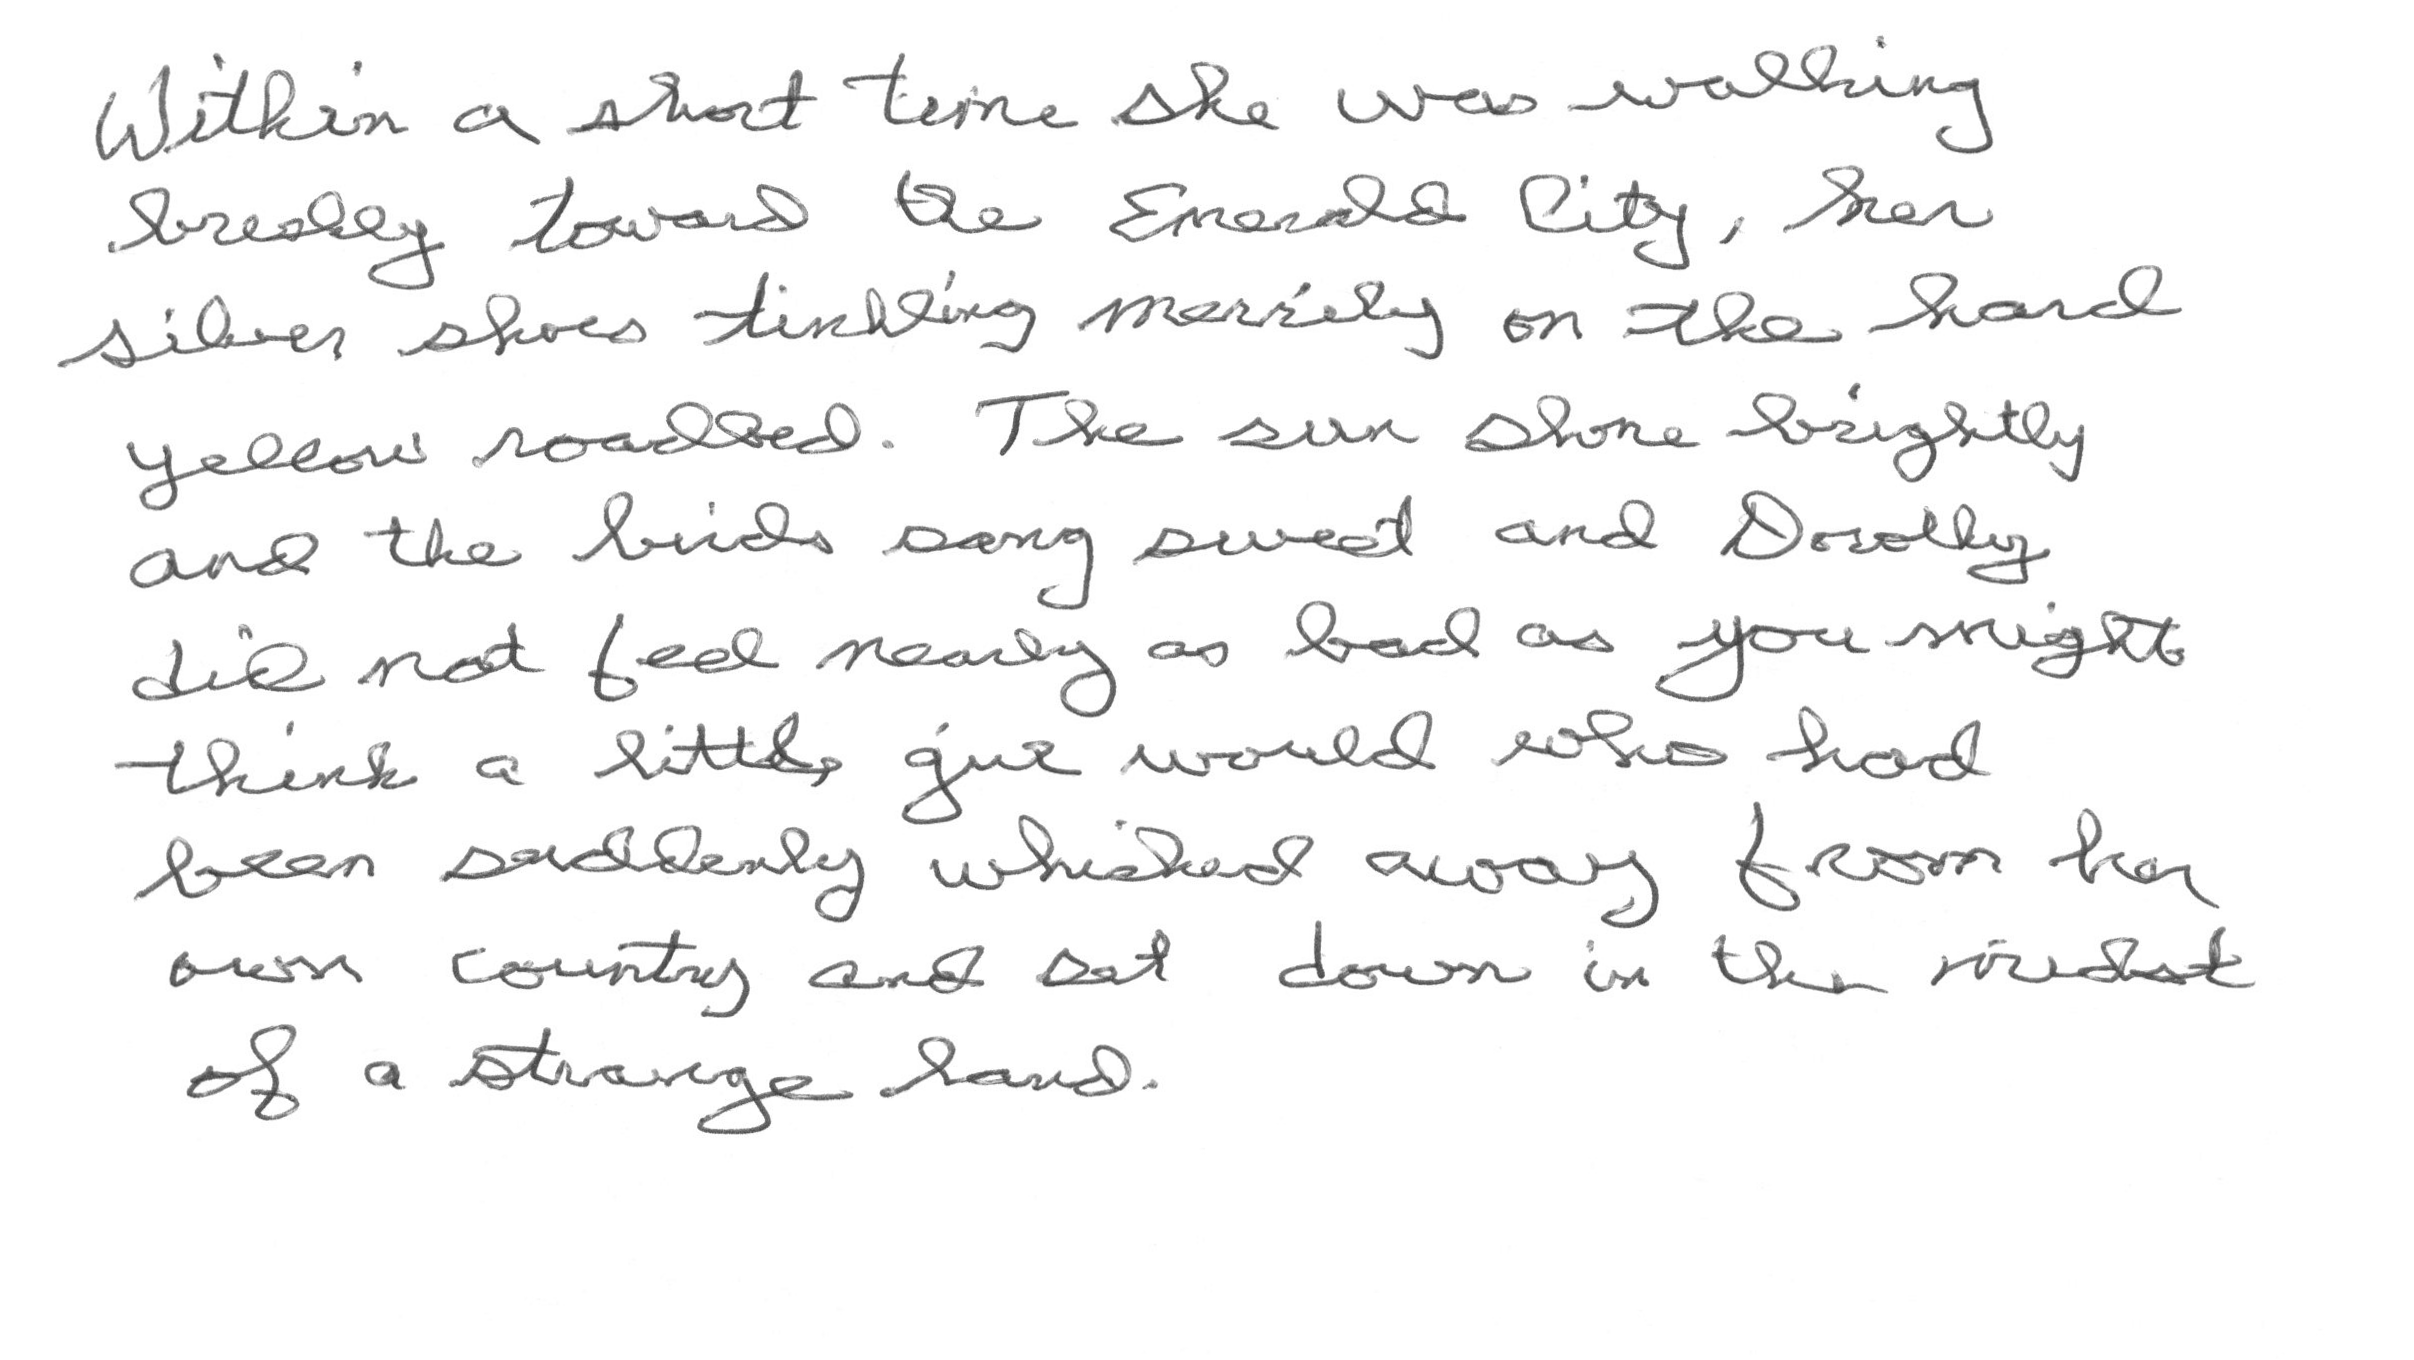 Within a short time she was walking
briskly toward the Emerald City, her
silver shoes tinkling merrily on the hard
yellow roadbed. The sun shone brightly
and the birds sang sweet and Dorothy
did not feel nearly as bad as you might
think a little girl would who had
been suddenly whisked away from her
own country and set down in the midst
of a strange land.